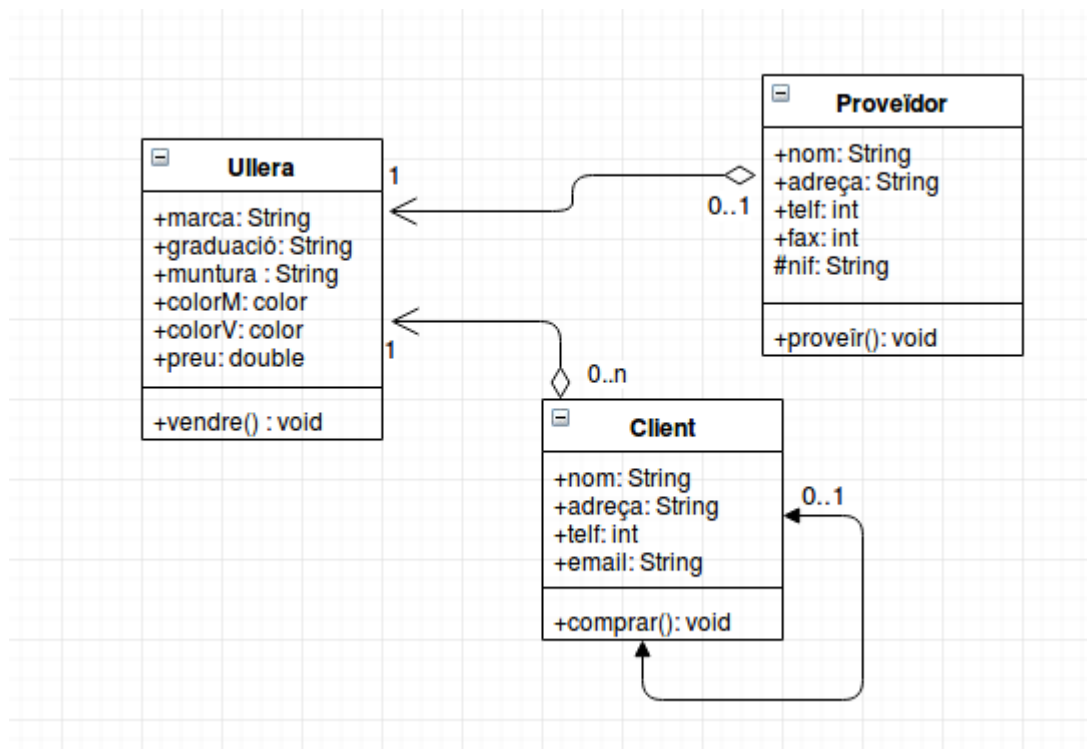 Ullera
+marca: String
+graduació: String
+muntura : String
+colorM: color
+colorV: color
+preu: double
+vendre() : void
1
1
Proveïdor
+nom: String
+adreça: String
+telf: int
+fax: int
#nif: String
+proveîr(): void
0..1
0..n
Client
+nom: String
+adreça: String
+telf: int
+email: String
+comprar(): void
0..1